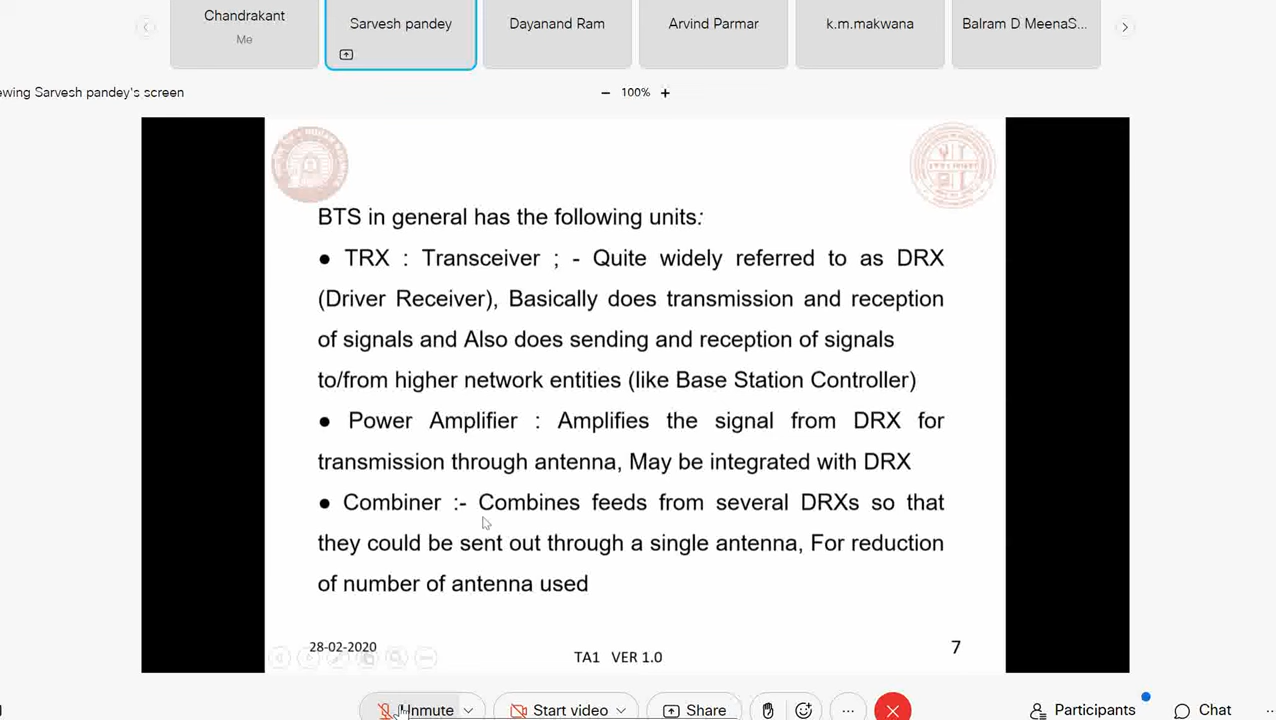 Chandrakant
Me
Sarvesh pandey
Dayanand Ram
Arvind Parmar
k.m.makwana
Balram D MeenaS...
ewing Sarvesh pandey's screen
100%
BTS in general has the following units:
● TRX : Transceiver ; - Quite widely referred to as DRX
(Driver Receiver), Basically does transmission and reception
of signals and Also does sending and reception of signals
to/from higher network entities (like Base Station Controller)
● Power Amplifier : Amplifies the signal from DRX for
transmission through antenna, May be integrated with DRX
● Combiner :- Combines feeds from several DRXs so that
they could be sent out through a single antenna, For reduction
of number of antenna used
28-02-2020
TA1 VER 1.0
7
Unmute
Start video
Share
Participants
Chat